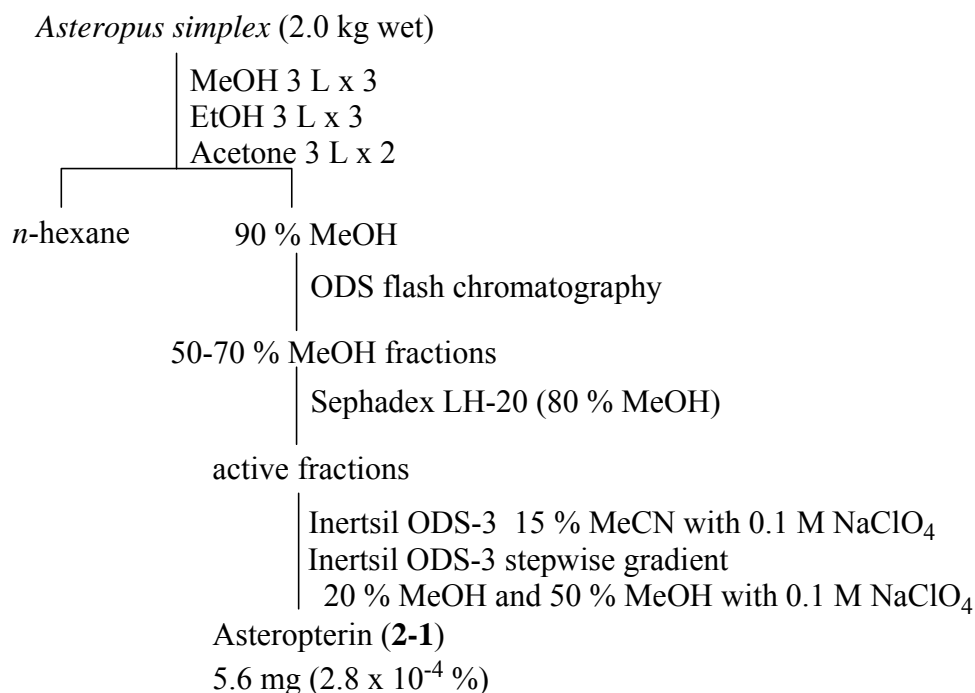 Asteropus simplex (2.0 kg wet)
MeOH 3 L x 3
EtOH 3 L x 3
Acetone 3 L x 2
n-hexane 90 % MeOH
ODS flash chromatography
50-70 % MeOH fractions
Sephadex LH-20 (80 % MeOH)
active fractions
Inertsil ODS-3 15 % MeCN with 0.1 M NaClO4
Inertsil ODS-3 stepwise gradient
20 % MeOH and 50 % MeOH with 0.1 M NaClO4
Asteropterin (2-1)
5.6 mg (2.8 x 10-4 %)